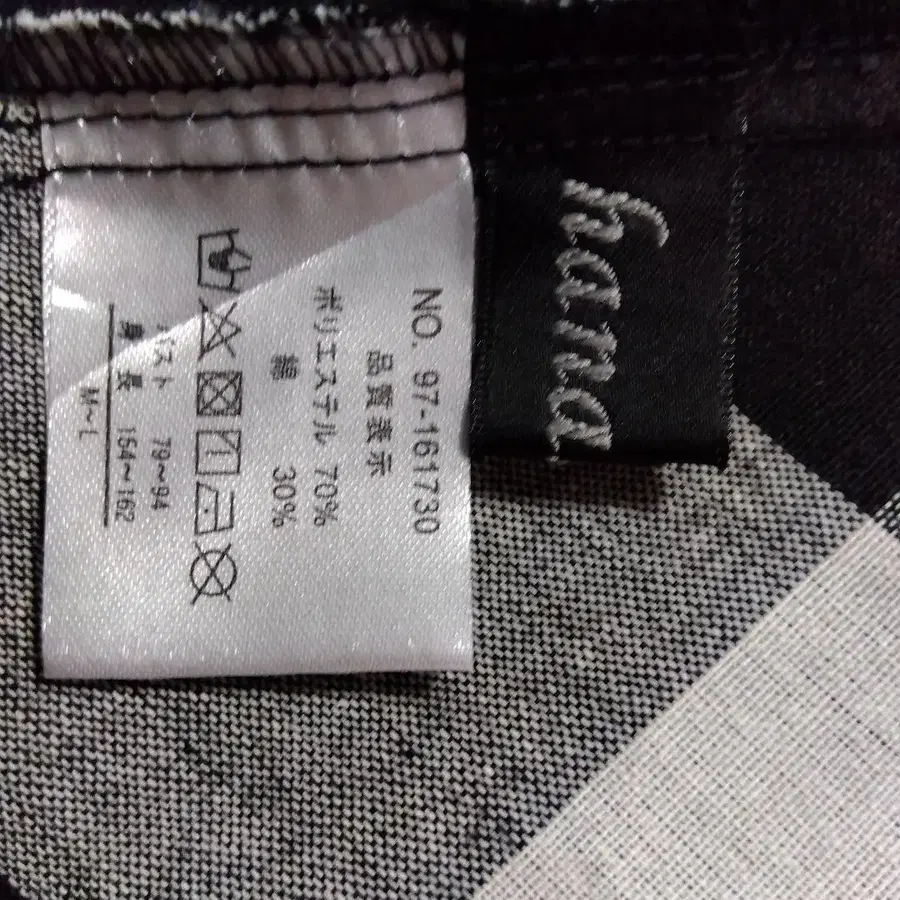 hana
NO. 97-161730
品質表示
ポリエステル 70%
綿 30%
バスト 79~94
身長 154~162
M~L